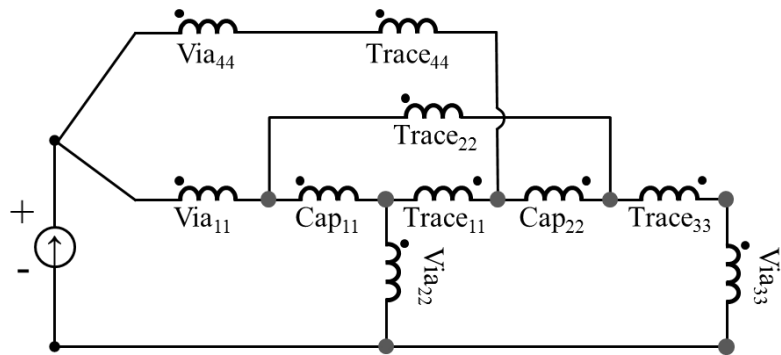 Via₄₄ Trace₄₄
Trace₂₂
+
-
Via₁₁ Cap₁₁ Trace₁₁ Cap₂₂ Trace₃₃
Via₂₂
Via₃₃